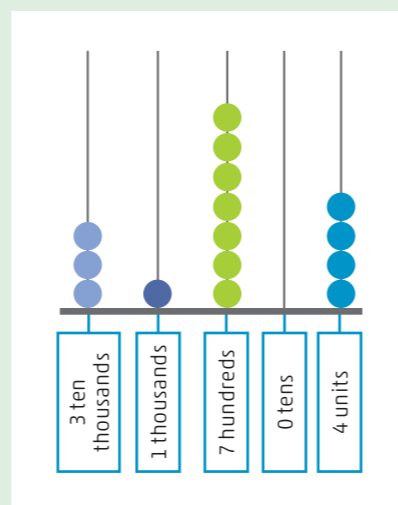 3 ten
thousands
1 thousands
7 hundreds
0 tens
4 units